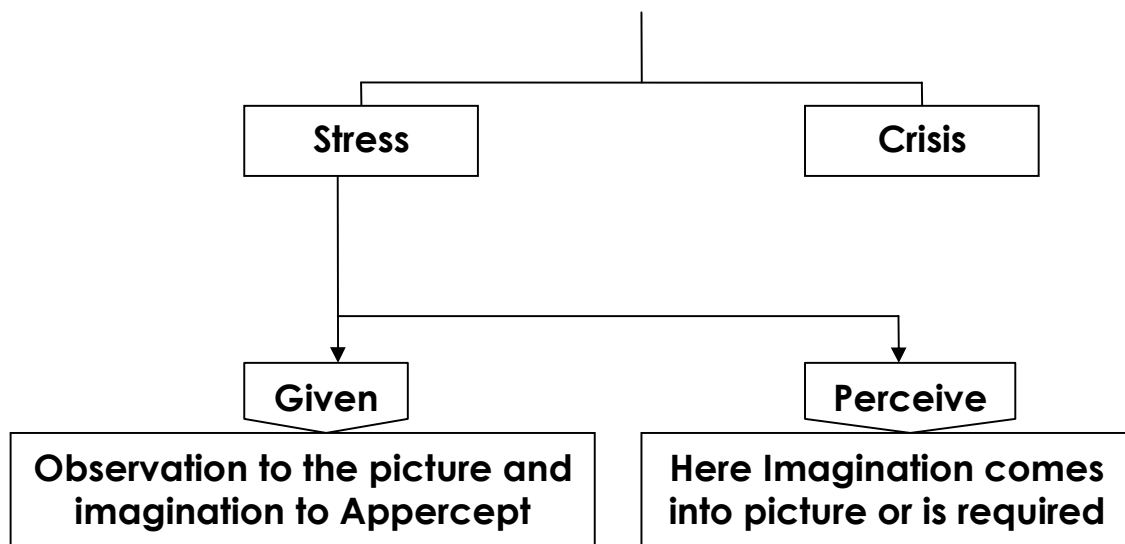 Stress
Crisis
Given
Perceive
Observation to the picture and
imagination to Appercept
Here Imagination comes
into picture or is required